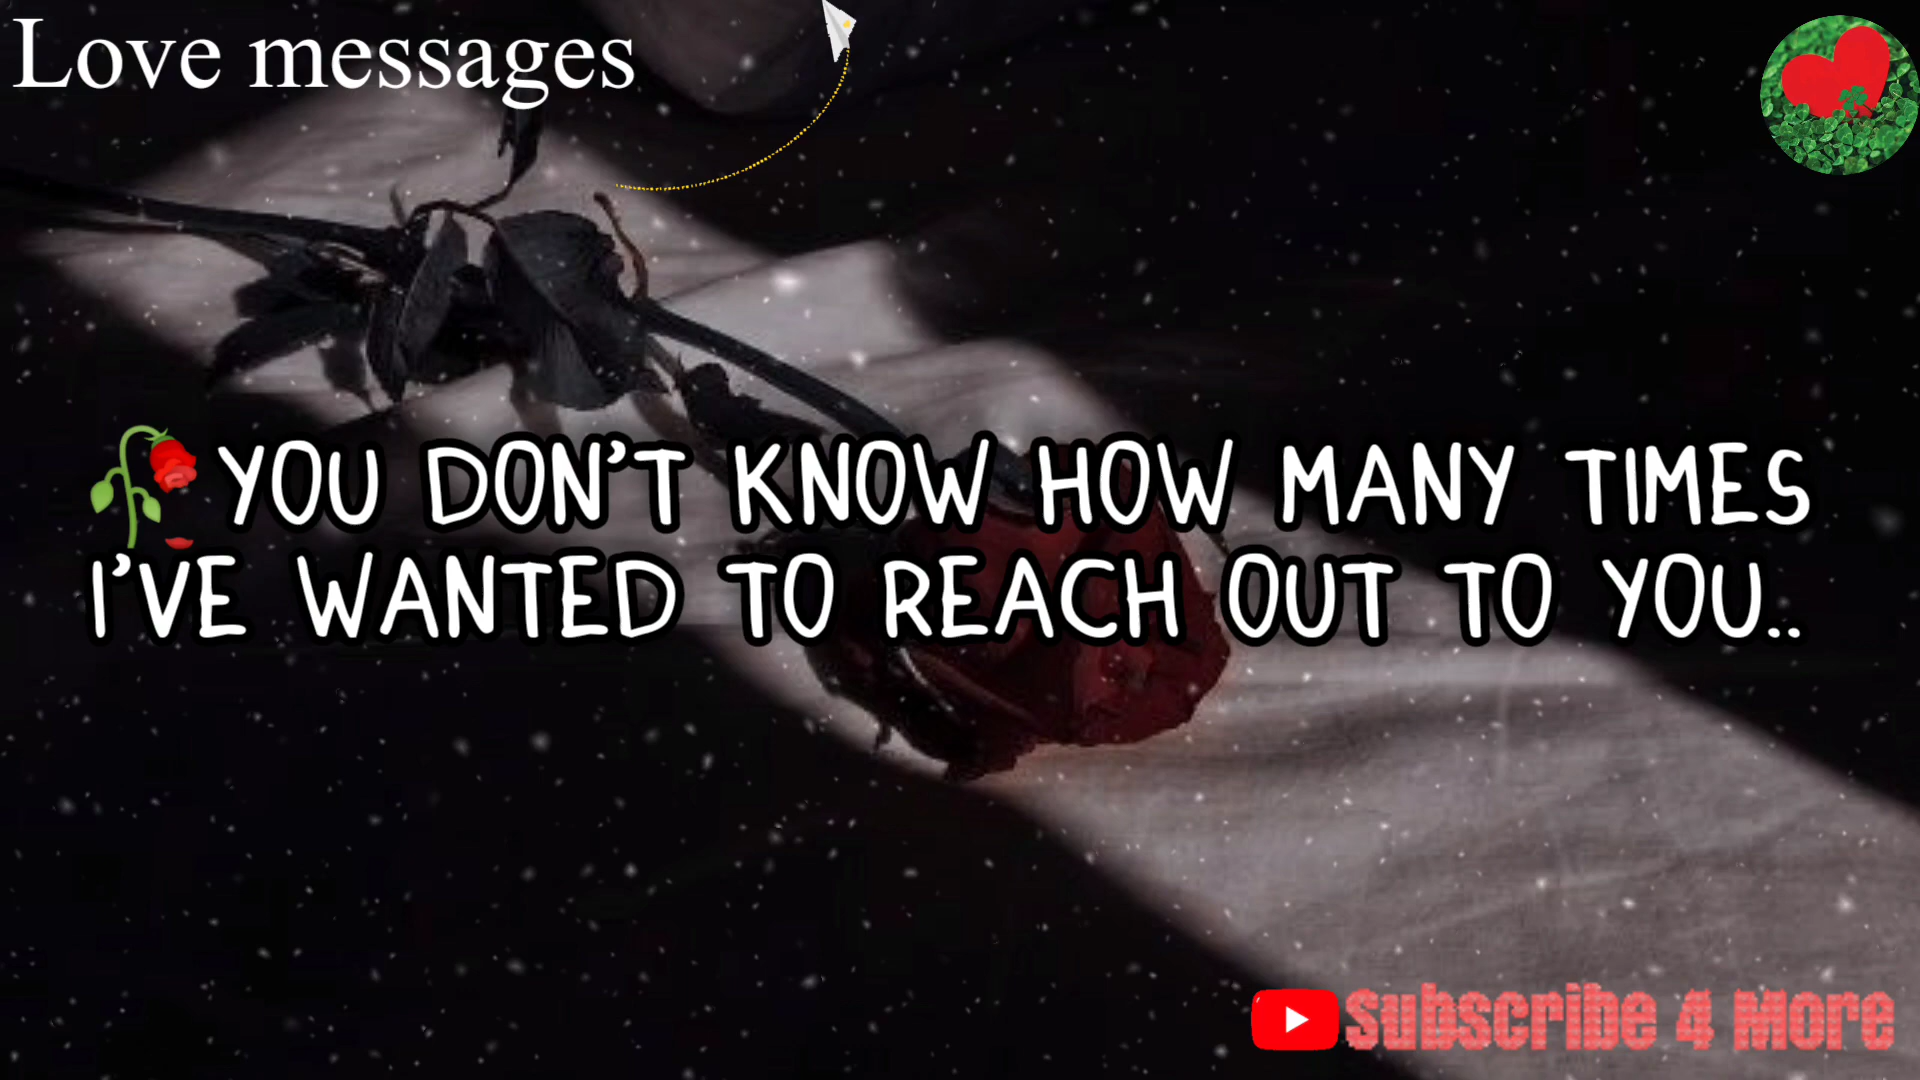 Love messages
🥀YOU DON'T KNOW HOW MANY TIMES
I'VE WANTED TO REACH OUT TO YOU..
Subscribe 4 More